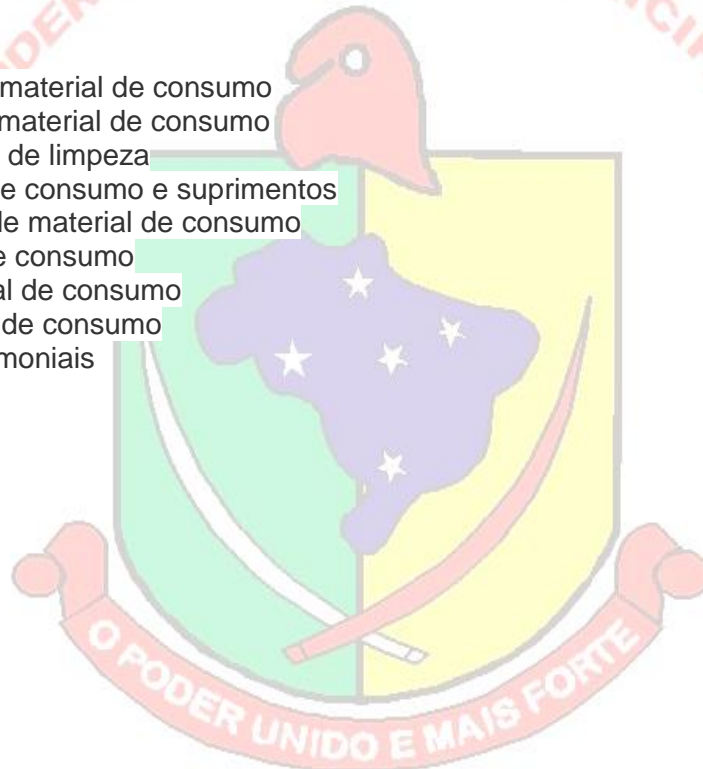 material de consumo
material de consumo
de limpeza
e consumo e suprimentos
de material de consumo
e consumo
al de consumo
de consumo
moniais
O PODER UNIDO E MAIS FORTE